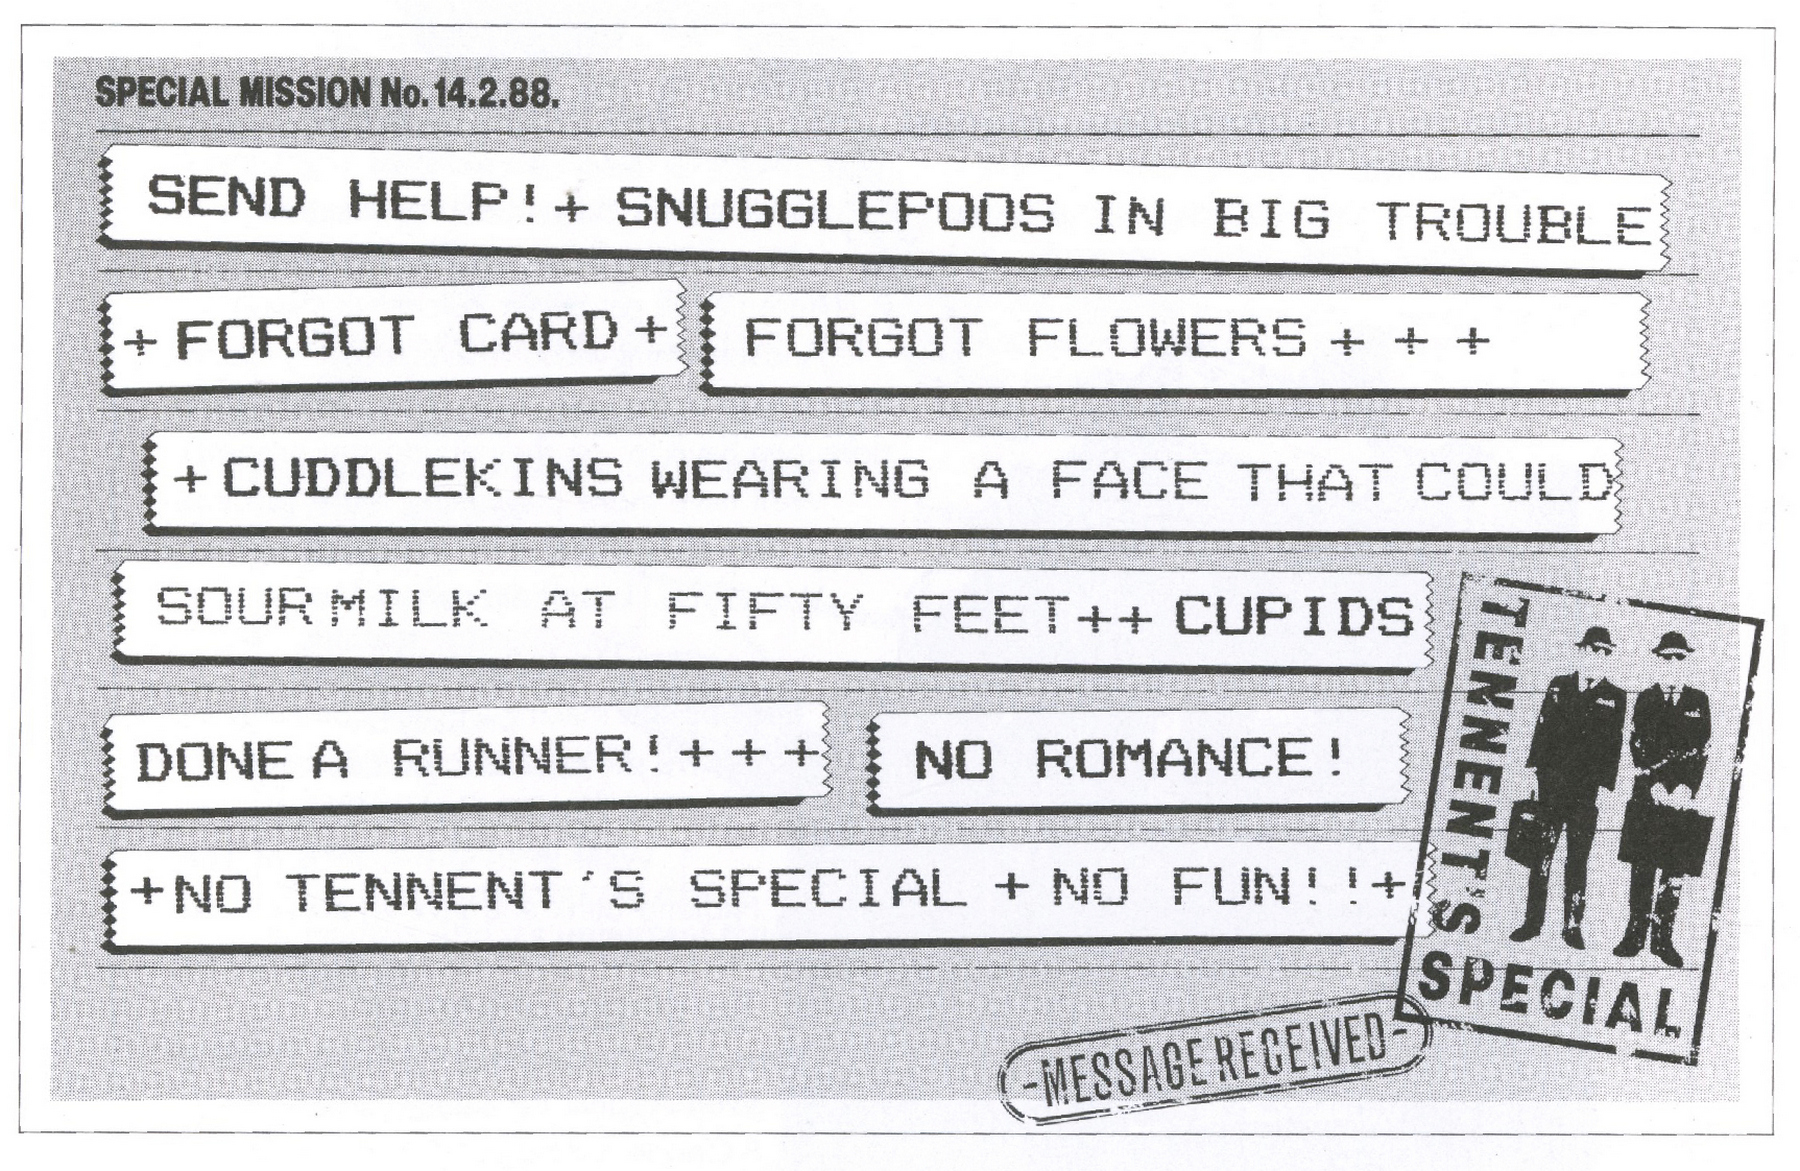 SPECIAL MISSION No. 14.2.88.
SEND HELP!+ SNUGGLEPOOS IN BIG TROUBLE
+ FORGOT CARD + FORGOT FLOWERS + + +
+ CUDDLEKINS WEARING A FACE THAT COULD
SOUR MILK AT FIFTY FEET++ CUPIDS
DONE A RUNNER!+ + + NO ROMANCE!
+NO TENNENT'S SPECIAL + NO FUN!!+
TENNENT'S
SPECIAL
-MESSAGE RECEIVED-